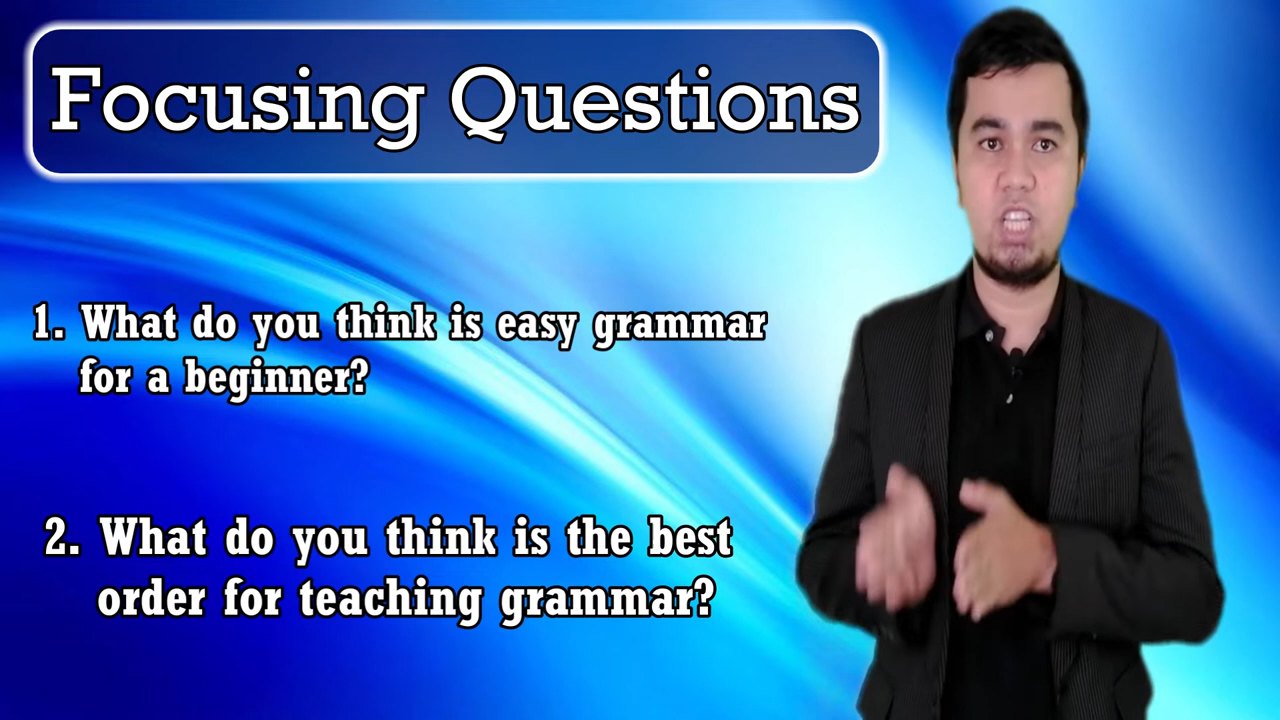 Focusing Questions
1. What do you think is easy grammar
for a beginner?
2. What do you think is the best
order for teaching grammar?